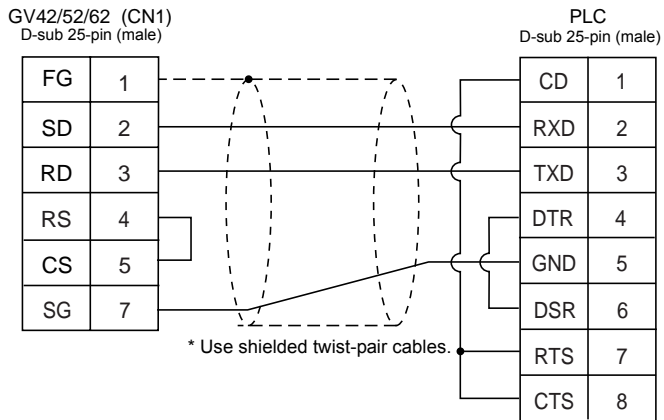 GV42/52/62 (CN1)
D-sub 25-pin (male)
FG 1
SD 2
RD 3
RS 4
CS 5
SG 7
PLC
D-sub 25-pin (male)
CD 1
RXD 2
TXD 3
DTR 4
GND 5
DSR 6
RTS 7
CTS 8
* Use shielded twist-pair cables.